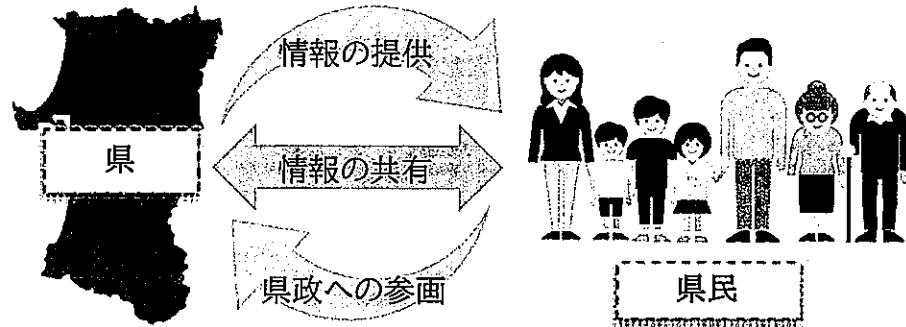 情報の提供
県
情報の共有
県政への参画
県民